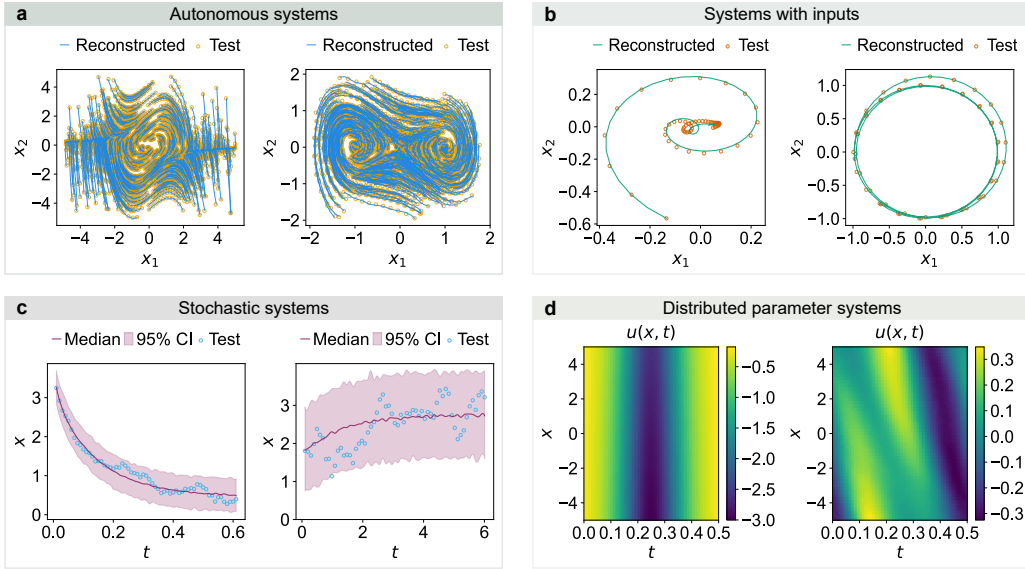 a Autonomous systems
Reconstructed Test Reconstructed Test
x2
4
2
0
−2
−4
−4 −2 0 2 4
x1
x2
2
1
0
−1
−2
−2 −1 0 1 2
x1
b Systems with inputs
Reconstructed Test Reconstructed Test
x2
0.2
0.0
−0.2
−0.4
−0.6
−0.4 −0.2 0.0 0.2
x1
x2
1.0
0.5
0.0
−0.5
−1.0
−1.0 −0.5 0.0 0.5 1.0
x1
c Stochastic systems
Median 95% CI Test Median 95% CI Test
x
3
2
1
0
0.0 0.2 0.4 0.6
t
x
3
2
1
0
0 2 4 6
t
d Distributed parameter systems
u(x, t)
x
4
2
0
−2
−4
0.0 0.1 0.2 0.3 0.4 0.5
t
−0.5
−1.0
−1.5
−2.0
−2.5
−3.0
u(x, t)
x
4
2
0
−2
−4
0.0 0.1 0.2 0.3 0.4 0.5
t
0.3
0.2
0.1
0.0
−0.1
−0.2
−0.3